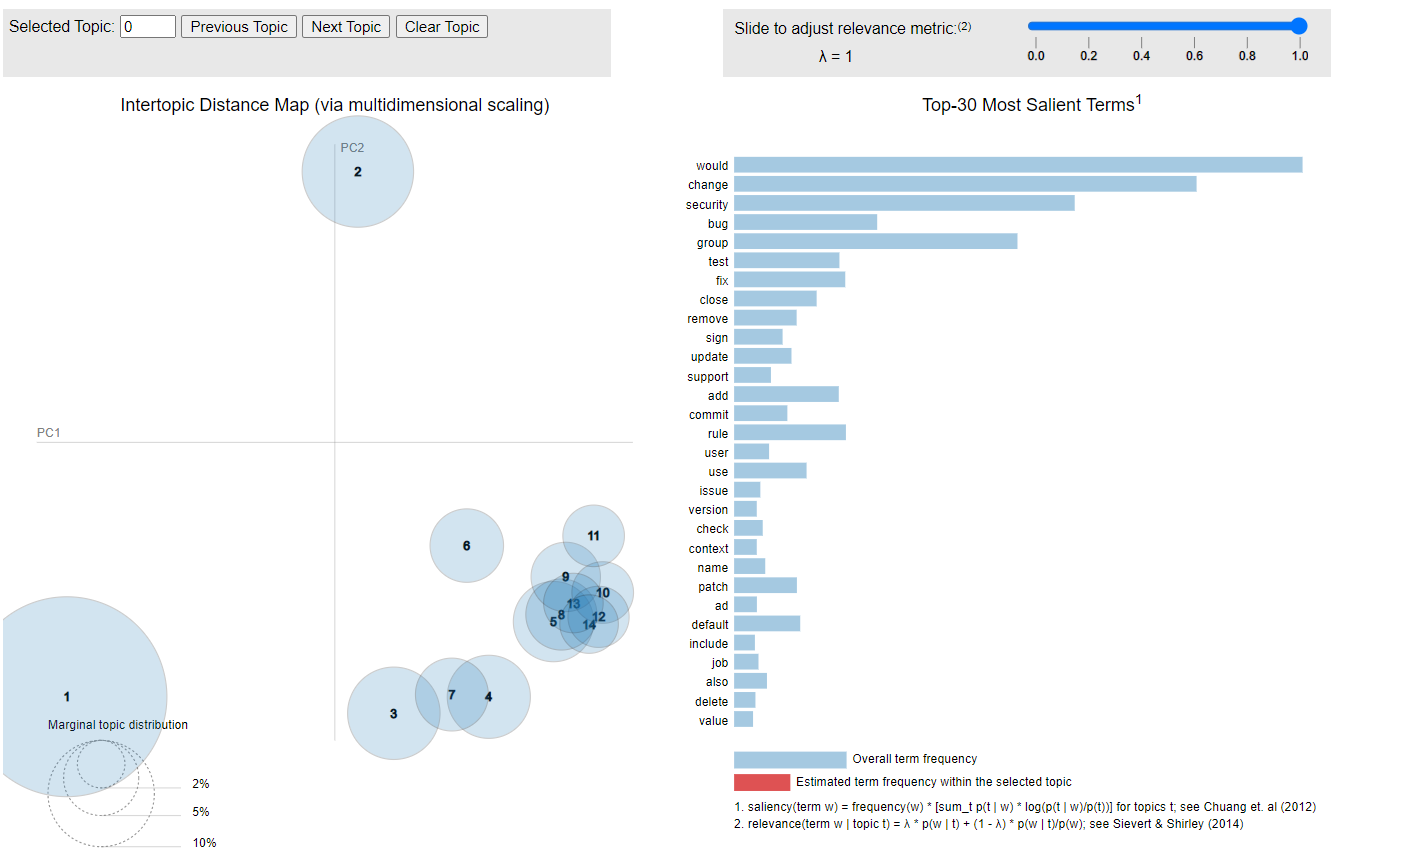 Selected Topic: 0 Previous Topic Next Topic Clear Topic
Slide to adjust relevance metric:(2)
λ = 1
0.0 0.2 0.4 0.6 0.8 1.0
Intertopic Distance Map (via multidimensional scaling)
PC2
PC1
2
6
11
9
10
13
8
5
12
14
7
4
3
1
Marginal topic distribution
2%
5%
10%
Top-30 Most Salient Terms1
would
change
security
bug
group
test
fix
close
remove
sign
update
support
add
commit
rule
user
use
issue
version
check
context
name
patch
ad
default
include
job
also
delete
value
Overall term frequency
Estimated term frequency within the selected topic
1. saliency(term w) = frequency(w) * [sum_t p(t | w) * log(p(t | w)/p(t))] for topics t; see Chuang et. al (2012)
2. relevance(term w | topic t) = λ * p(w | t) + (1 - λ) * p(w | t)/p(w); see Sievert & Shirley (2014)